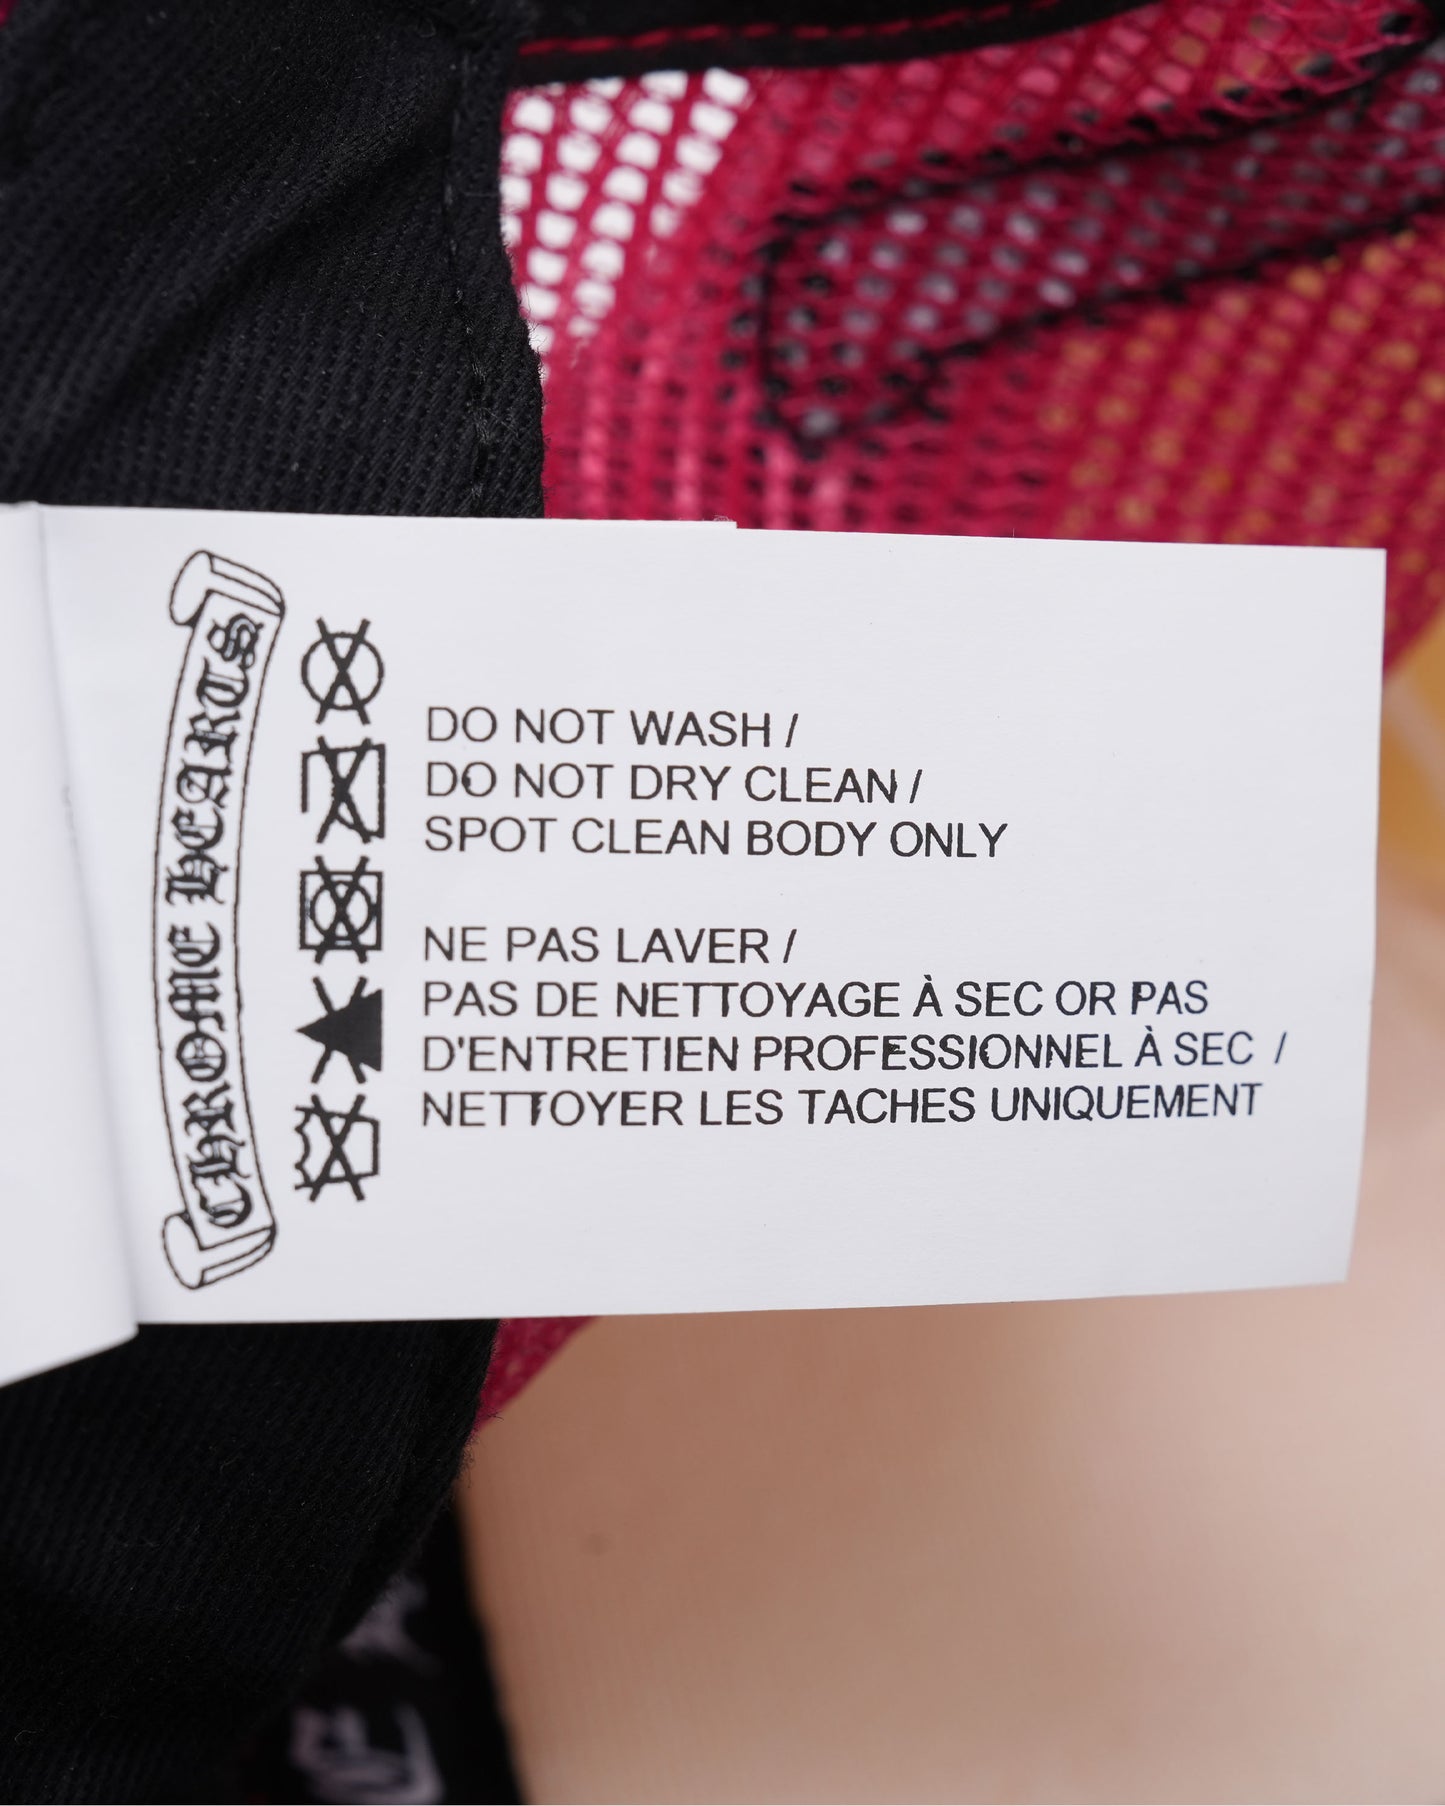 CHROME HEARTS
DO NOT WASH /
DO NOT DRY CLEAN /
SPOT CLEAN BODY ONLY
NE PAS LAVER /
PAS DE NETTOYAGE À SEC OR PAS
D'ENTRETIEN PROFESSIONNEL À SEC /
NETTOYER LES TACHES UNIQUEMENT